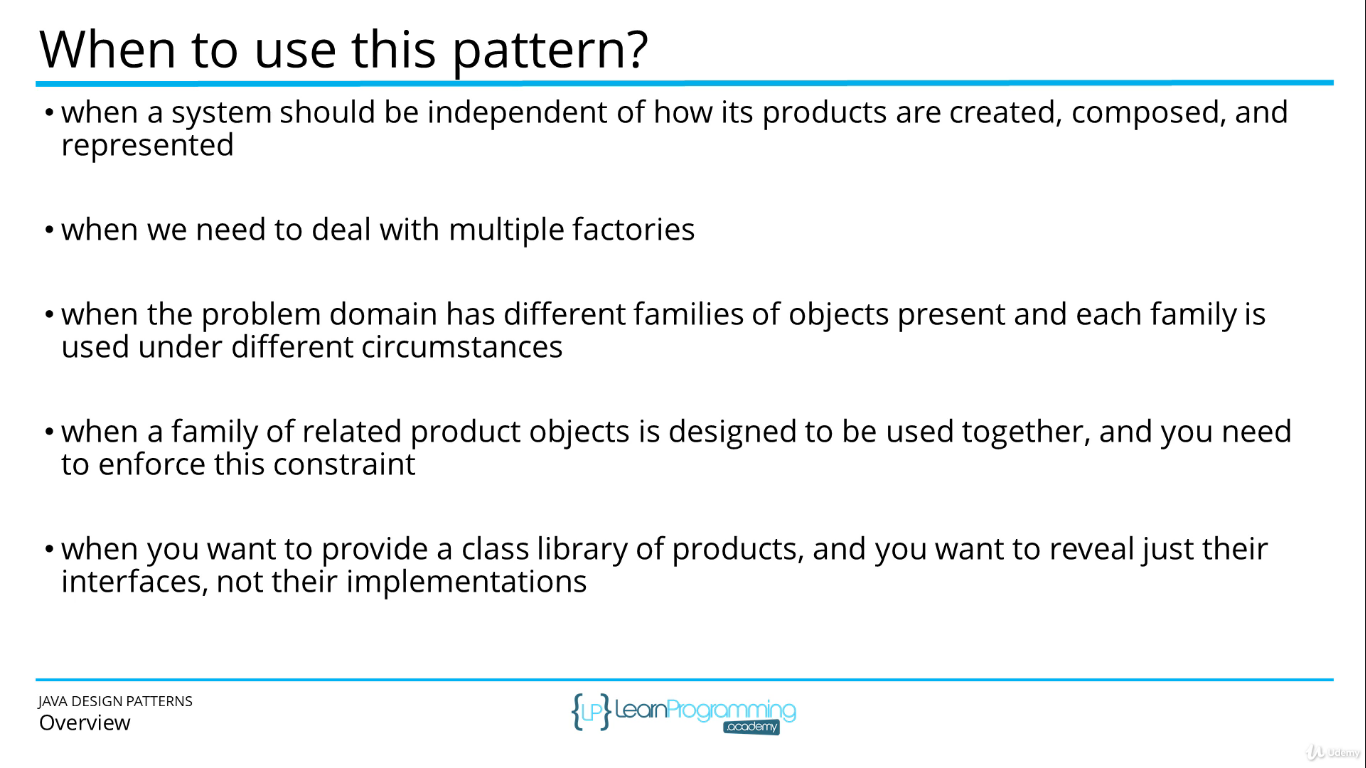 When to use this pattern?
• when a system should be independent of how its products are created, composed, and
represented
• when we need to deal with multiple factories
• when the problem domain has different families of objects present and each family is
used under different circumstances
• when a family of related product objects is designed to be used together, and you need
to enforce this constraint
• when you want to provide a class library of products, and you want to reveal just their
interfaces, not their implementations
JAVA DESIGN PATTERNS
Overview
{LP} LearnProgramming
.academy
Udemy